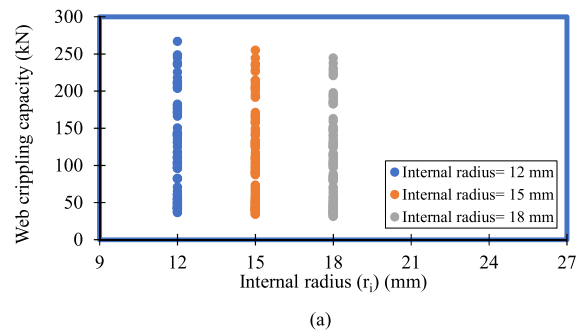 300
250
200
150
100
50
0
Web crippling capacity (kN)
Internal radius= 12 mm
Internal radius= 15 mm
Internal radius= 18 mm
9 12 15 18 21 24 27
Internal radius (ri) (mm)
(a)